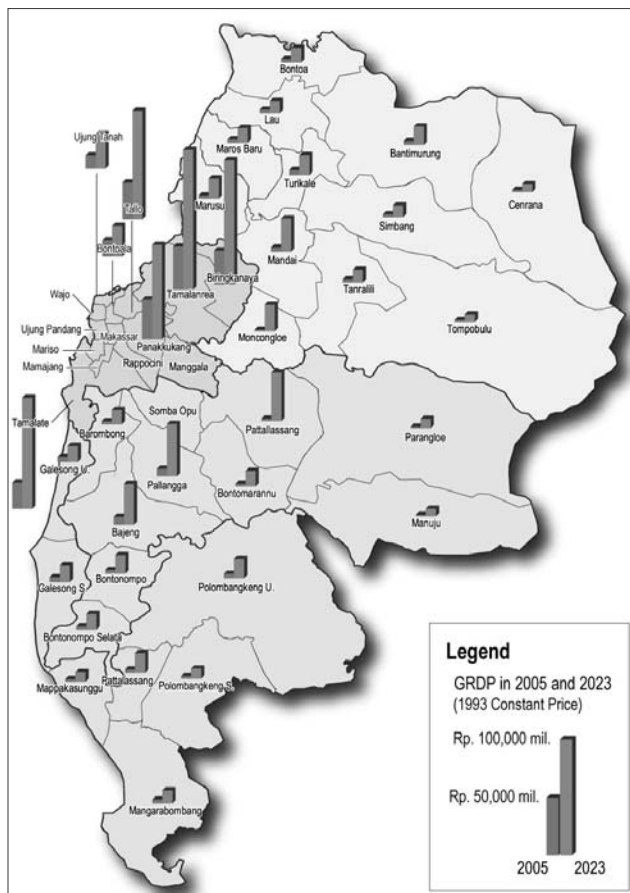 Bontoa
Lau
Ujung Tanah
Maros Baru
Bantimurung
Turikale
Cenrana
Marusu
Tallo
Simbang
Bontoala
Mandai
Biringkanaya
Tanralili
Tamalanrea
Wajo
Tompobulu
Ujung Pandang
Makassar
Moncongloe
Panakkukang
Mariso
Rappocini
Manggala
Mamajang
Somba Opu
Tamalate
Barombong
Pattallassang
Parangloe
Galesong U.
Pallangga
Bontomarannu
Manuju
Bajeng
Galesong S.
Bontonompo
Polombangkeng U.
Bontonompo Selata
Mappakasunggu
Pattalassang
Polombangkeng S.
Mangarabombang
Legend
GRDP in 2005 and 2023
(1993 Constant Price)
Rp. 100,000 mil.
Rp. 50,000 mil.
2005
2023